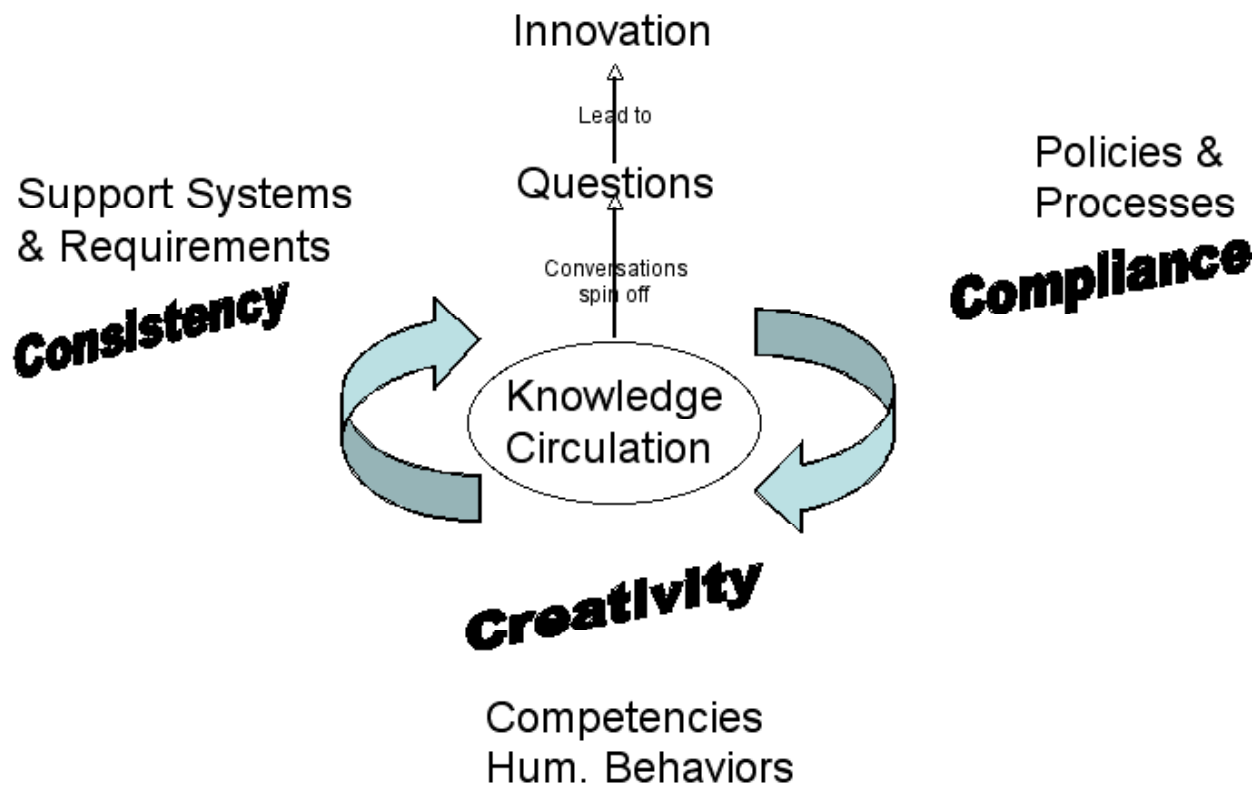 Innovation
Lead to
Questions
Conversations
spin off
Support Systems
& Requirements
Consistency
Policies &
Processes
Compliance
Knowledge
Circulation
Creativity
Competencies
Hum. Behaviors